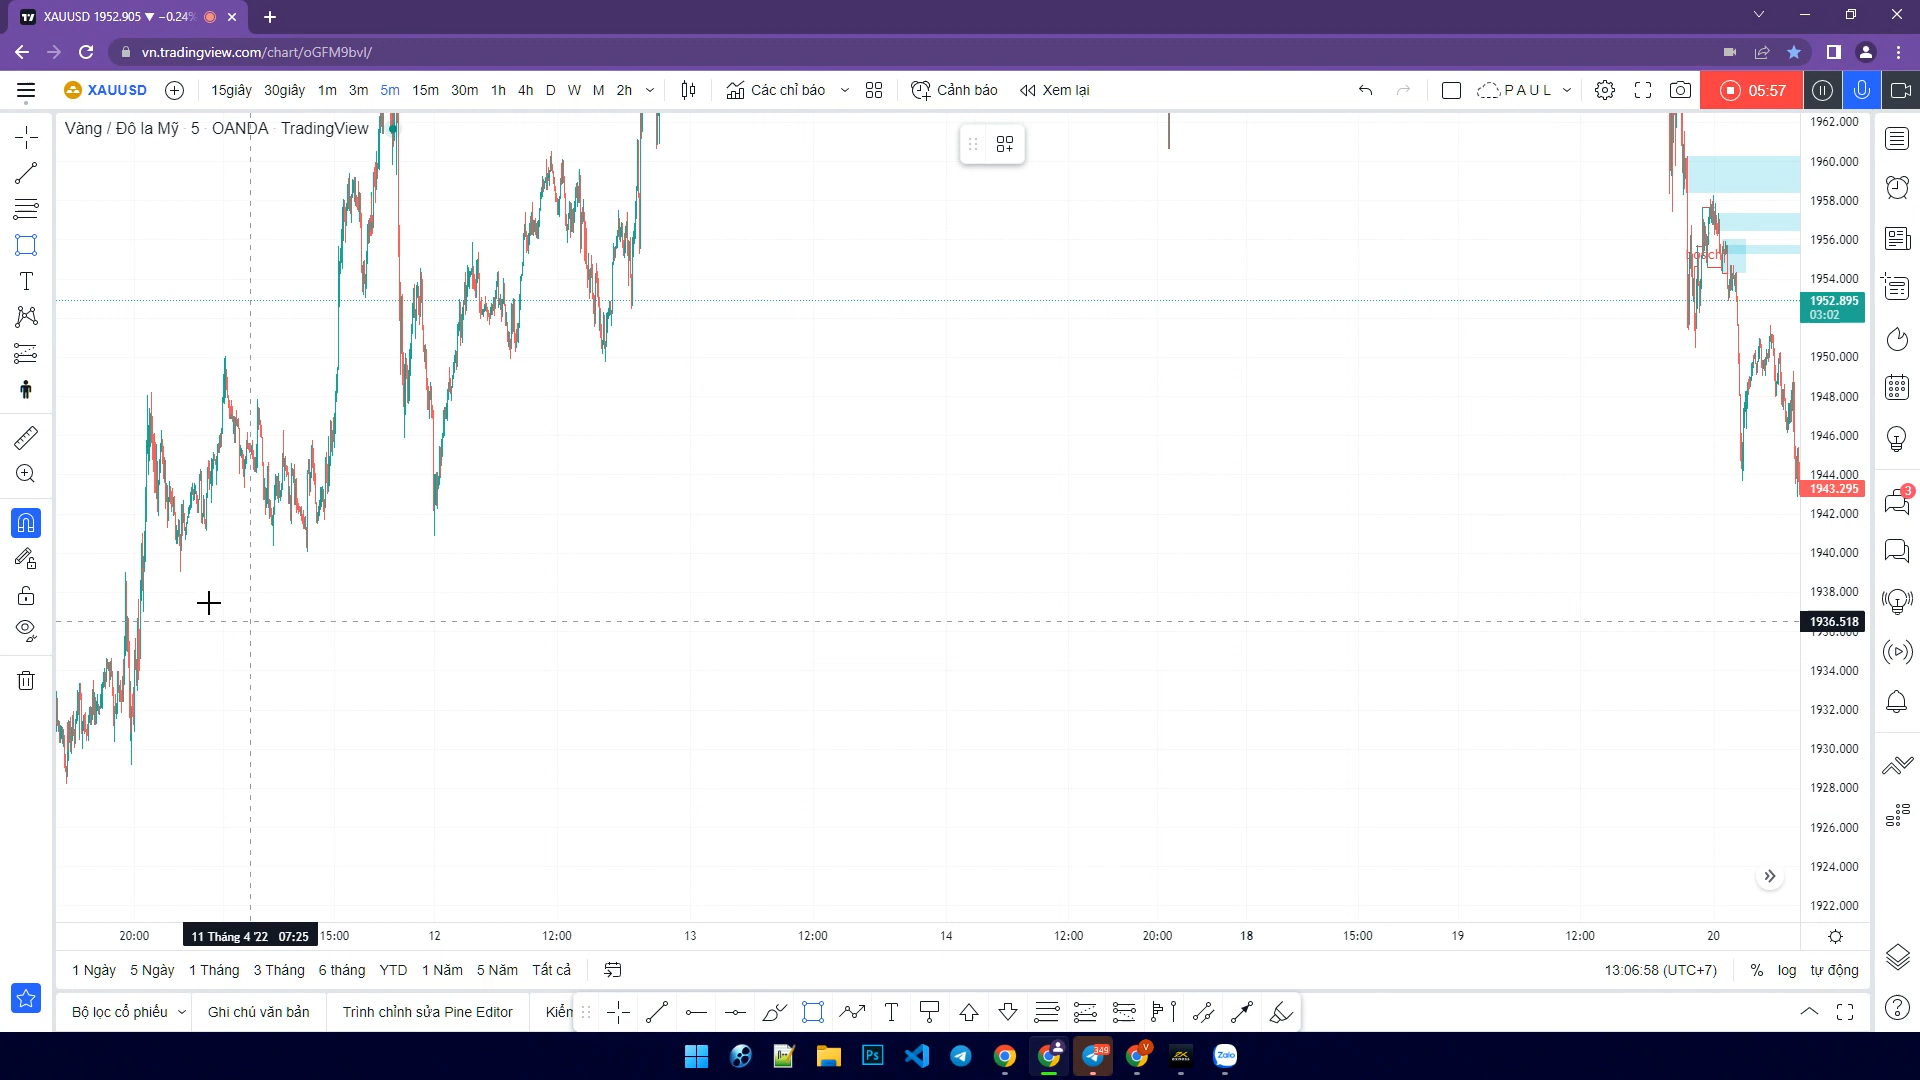 XAUUSD 1952.905 ▼ −0.24%
vn.tradingview.com/chart/oGFM9bvl/
XAUUSD 15giây 30giây 1m 3m 5m 15m 30m 1h 4h D W M 2h Các chỉ báo Cảnh báo Xem lại PAUL 05:57
Vàng / Đô la Mỹ · 5 · OANDA · TradingView
1962.000
1960.000
1958.000
1956.000
bosch
1954.000
1952.895
03:02
1950.000
1948.000
1946.000
1944.000
1943.295
3
1942.000
1940.000
1938.000
1936.518
1934.000
1932.000
1930.000
1928.000
1926.000
1924.000
1922.000
20:00 11 Tháng 4 '22 07:25 15:00 12 12:00 13 12:00 14 12:00 20:00 18 15:00 19 12:00 20
1 Ngày 5 Ngày 1 Tháng 3 Tháng 6 tháng YTD 1 Năm 5 Năm Tất cả 13:06:58 (UTC+7) % log tự động
Bộ lọc cổ phiếu Ghi chú văn bản Trình chỉnh sửa Pine Editor
Ps 349 V Zalo